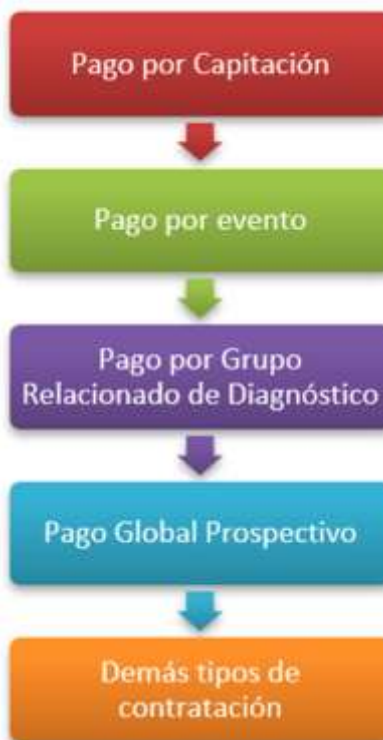 Pago por Capitación
Pago por evento
Pago por Grupo
Relacionado de Diagnóstico
Pago Global Prospectivo
Demás tipos de
contratación